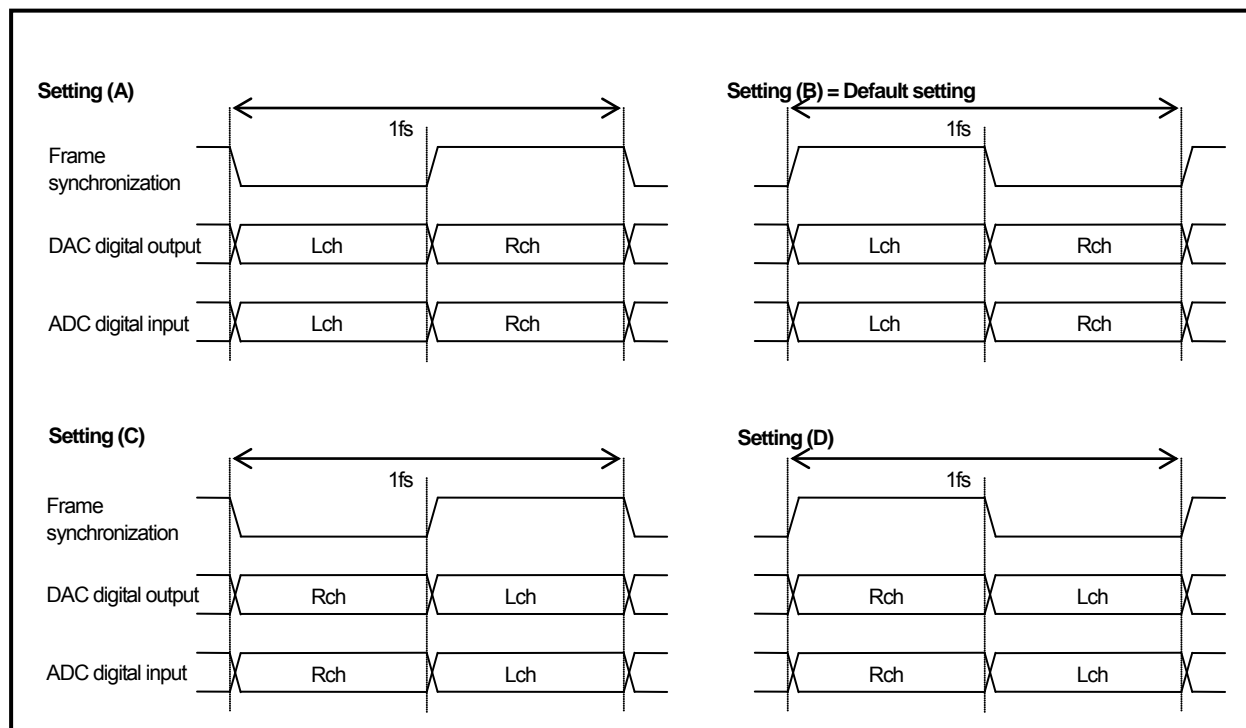 Setting (A)
1fs
Frame
synchronization
DAC digital output
Lch
Rch
ADC digital input
Lch
Rch
Setting (B) = Default setting
1fs
Lch
Rch
Lch
Rch
Setting (C)
1fs
Frame
synchronization
DAC digital output
Rch
Lch
ADC digital input
Rch
Lch
Setting (D)
1fs
Rch
Lch
Rch
Lch